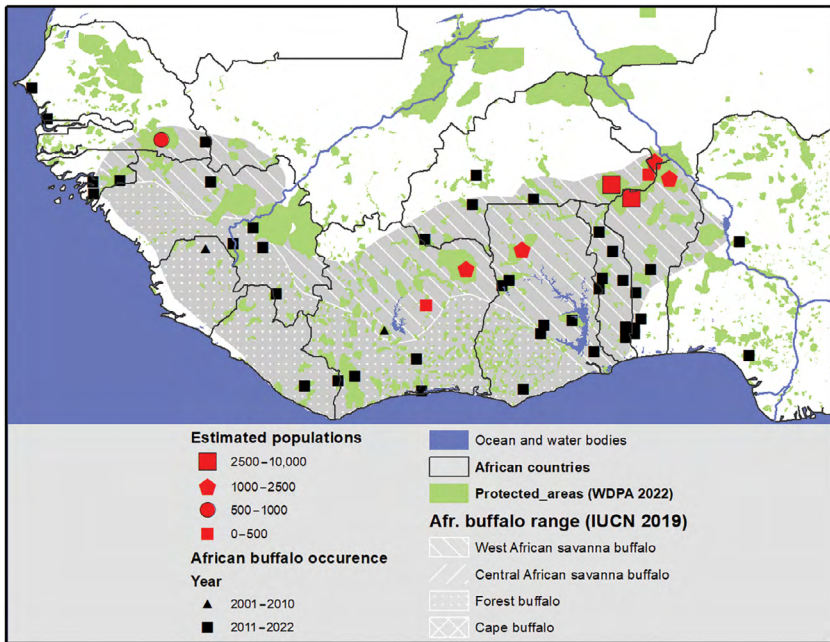 Estimated populations
2500–10,000
1000–2500
500–1000
0–500
African buffalo occurence
Year
2001–2010
2011–2022
Ocean and water bodies
African countries
Protected_areas (WDPA 2022)
Afr. buffalo range (IUCN 2019)
West African savanna buffalo
Central African savanna buffalo
Forest buffalo
Cape buffalo